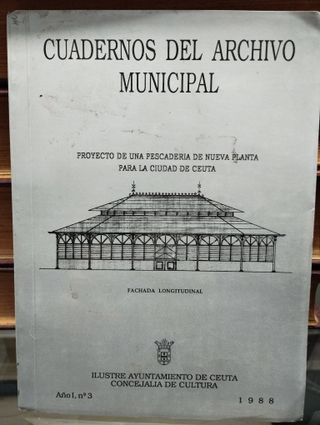 CUADERNOS DEL ARCHIVO
MUNICIPAL
PROYECTO DE UNA PESCADERIA DE NUEVA PLANTA
PARA LA CIUDAD DE CEUTA
FACHADA LONGITUDINAL
ILUSTRE AYUNTAMIENTO DE CEUTA
CONCEJALIA DE CULTURA
Año I, nº 3
1988